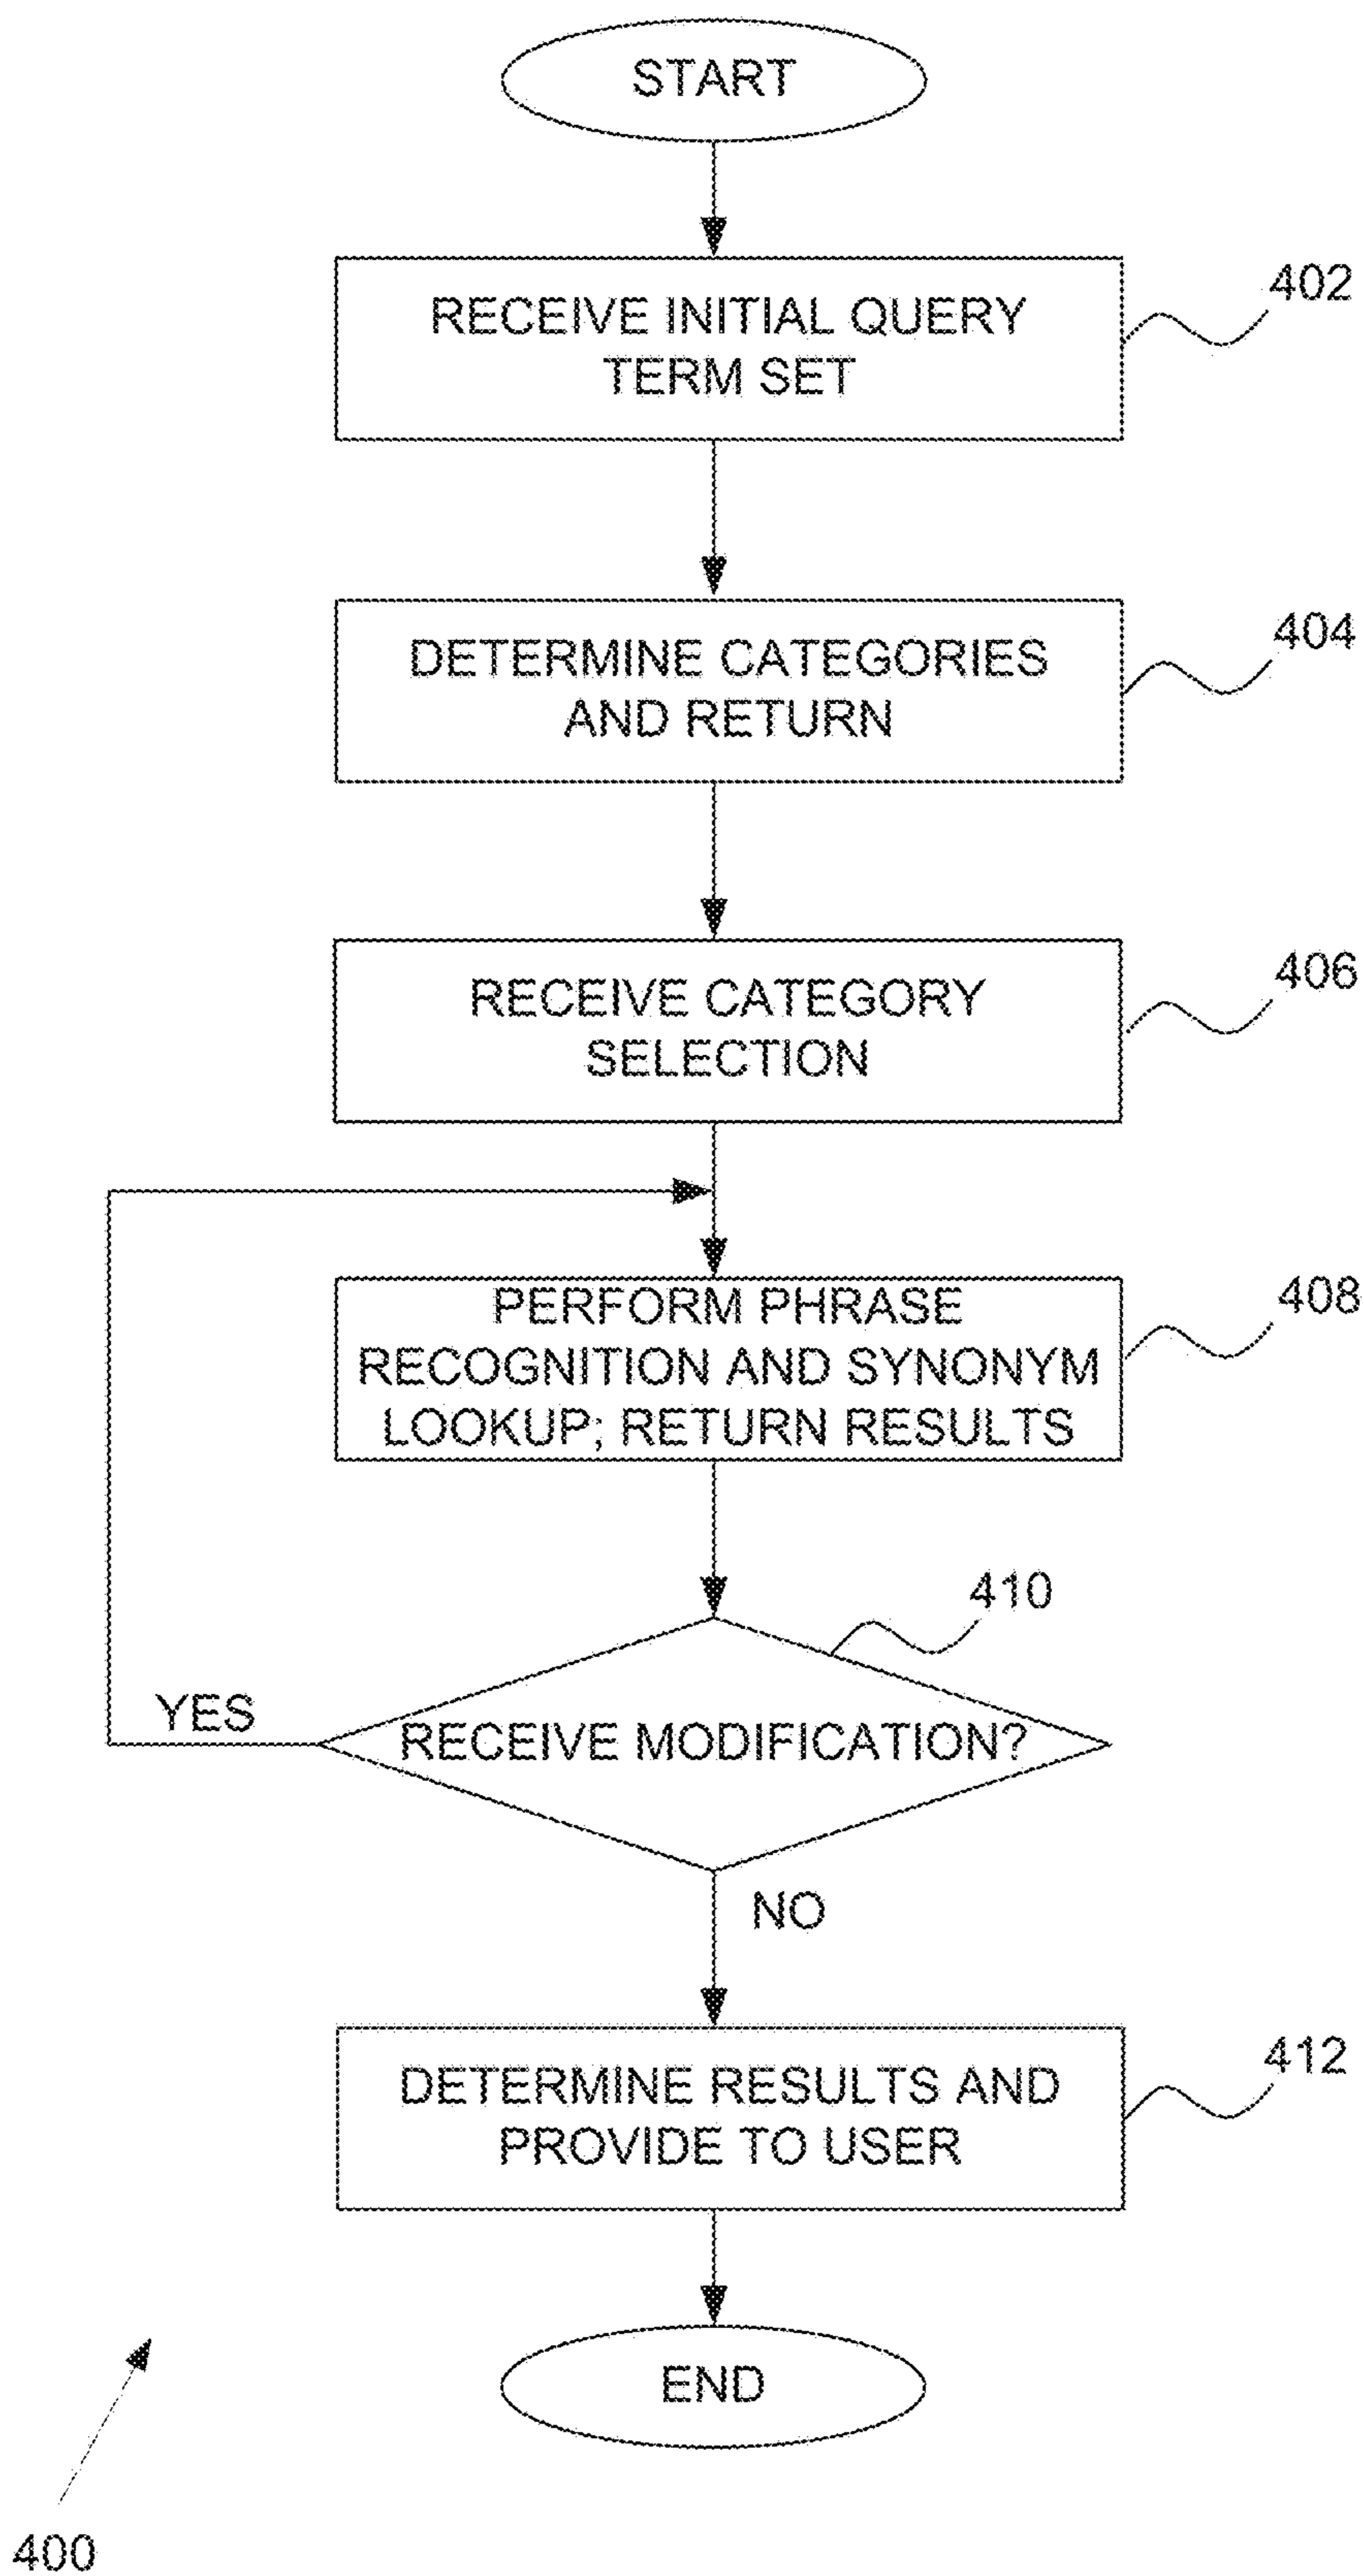 START
RECEIVE INITIAL QUERY
TERM SET
402
DETERMINE CATEGORIES
AND RETURN
404
RECEIVE CATEGORY
SELECTION
406
PERFORM PHRASE
RECOGNITION AND SYNONYM
LOOKUP; RETURN RESULTS
408
410
YES
RECEIVE MODIFICATION?
NO
DETERMINE RESULTS AND
PROVIDE TO USER
412
END
400